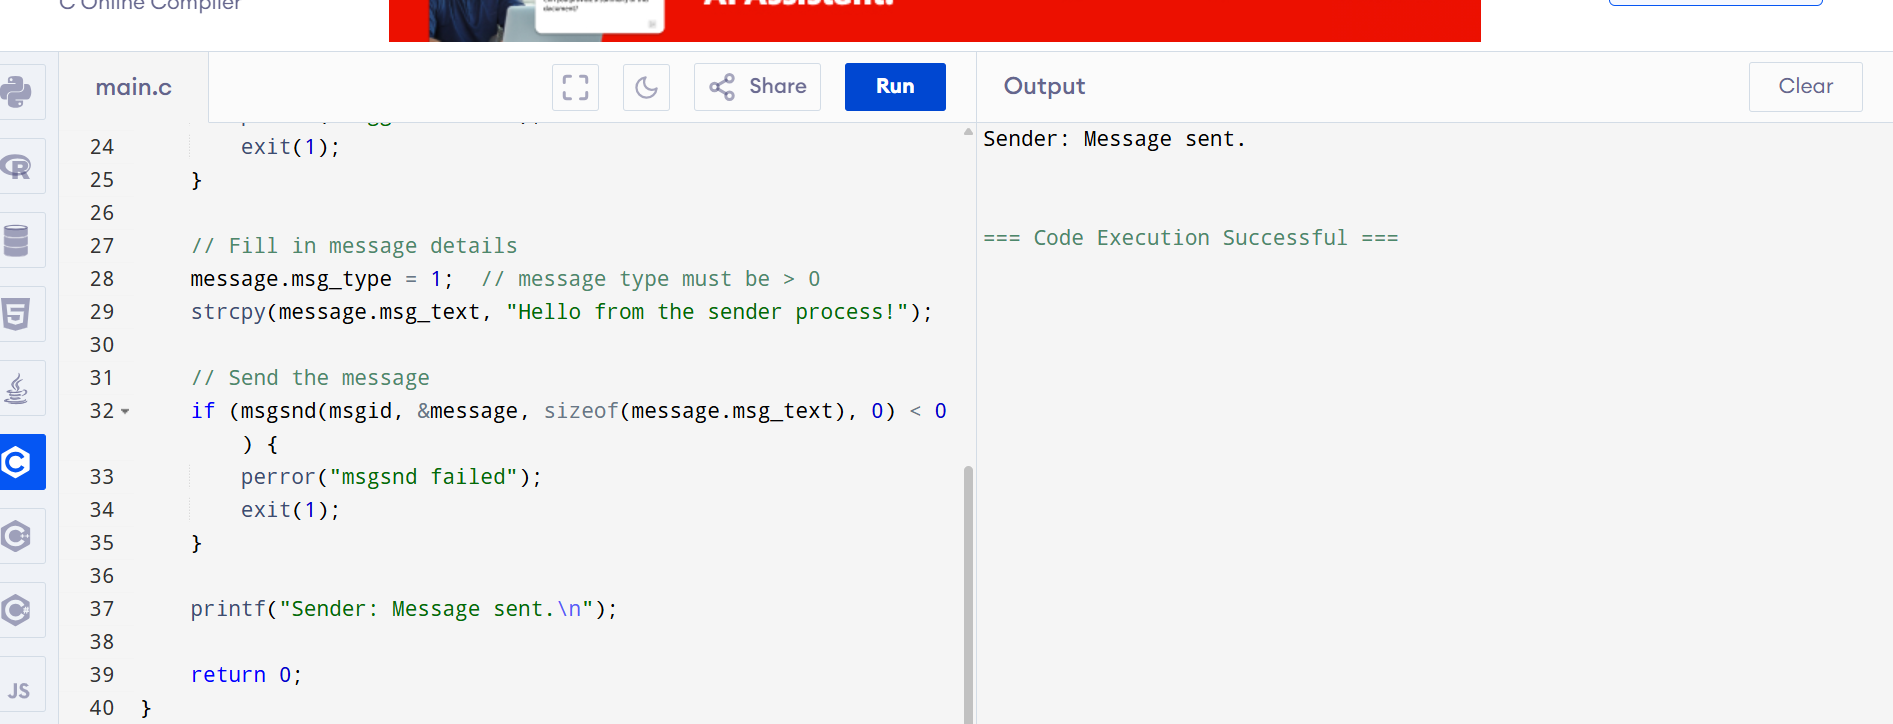 C Online Compiler
AI Assistant.
document?
main.c
Share
Run
Output
Clear
24 exit(1);
25 }
26
27 // Fill in message details
28 message.msg_type = 1;  // message type must be > 0
29 strcpy(message.msg_text, "Hello from the sender process!");
30
31 // Send the message
32 if (msgsnd(msgid, &message, sizeof(message.msg_text), 0) < 0
) {
33 perror("msgsnd failed");
34 exit(1);
35 }
36
37 printf("Sender: Message sent.\n");
38
39 return 0;
40 }
JS
Sender: Message sent.
=== Code Execution Successful ===